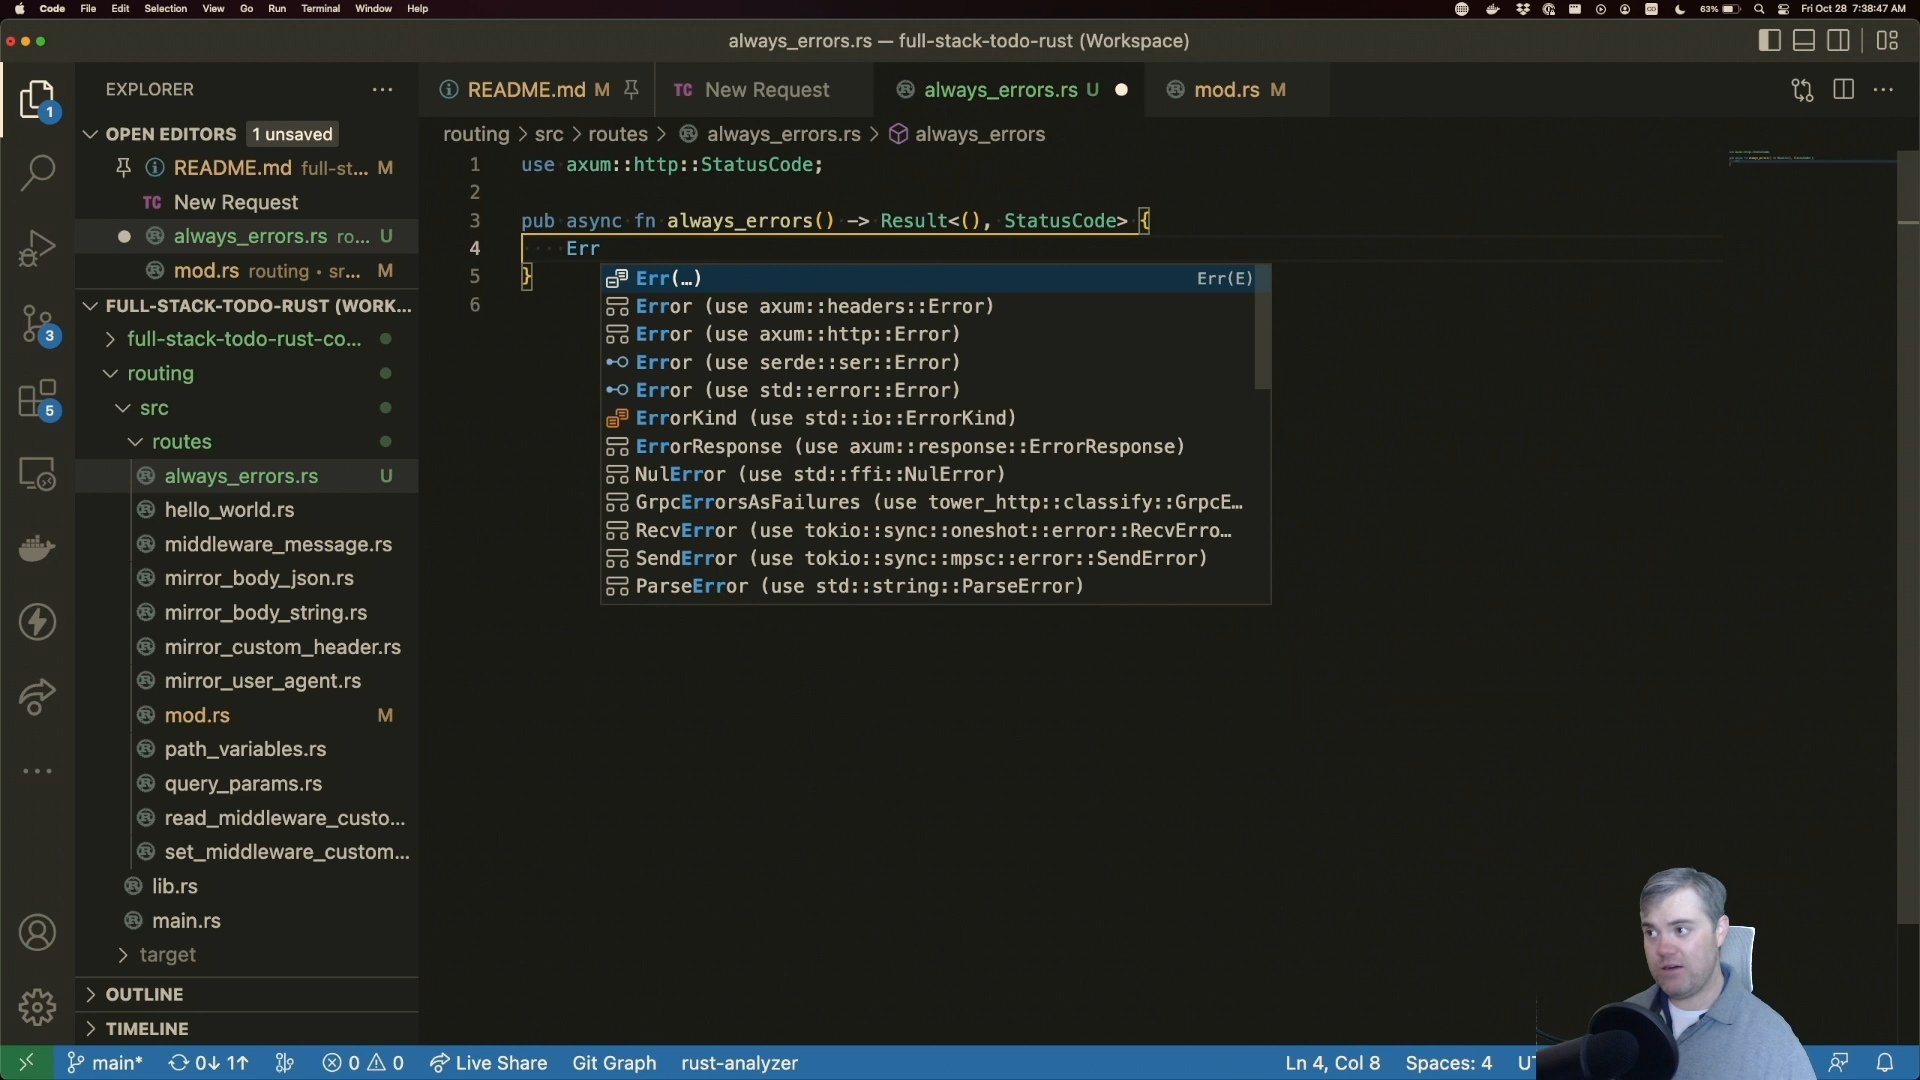 Code File Edit Selection View Go Run Terminal Window Help
63% Fri Oct 28 7:38:47 AM
always_errors.rs — full-stack-todo-rust (Workspace)
EXPLORER
README.md M
TC New Request
always_errors.rs U
mod.rs M
1
OPEN EDITORS 1 unsaved
README.md full-st... M
TC New Request
always_errors.rs ro... U
mod.rs routing • sr... M
FULL-STACK-TODO-RUST (WORK...
full-stack-todo-rust-co...
routing
src
routes
always_errors.rs U
hello_world.rs
middleware_message.rs
mirror_body_json.rs
mirror_body_string.rs
mirror_custom_header.rs
mirror_user_agent.rs
mod.rs M
path_variables.rs
query_params.rs
read_middleware_custo...
set_middleware_custom...
lib.rs
main.rs
target
OUTLINE
TIMELINE
3
5
routing > src > routes > always_errors.rs > always_errors
1 use axum::http::StatusCode;
2
3 pub async fn always_errors() -> Result<(), StatusCode> {
4 Err
5 }
6
Err(…) Err(E)
Error (use axum::headers::Error)
Error (use axum::http::Error)
Error (use serde::ser::Error)
Error (use std::error::Error)
ErrorKind (use std::io::ErrorKind)
ErrorResponse (use axum::response::ErrorResponse)
NulError (use std::ffi::NulError)
GrpcErrorsAsFailures (use tower_http::classify::GrpcE…
RecvError (use tokio::sync::oneshot::error::RecvErro…
SendError (use tokio::sync::mpsc::error::SendError)
ParseError (use std::string::ParseError)
main* 0↓ 1↑ 0 0 Live Share Git Graph rust-analyzer
Ln 4, Col 8 Spaces: 4